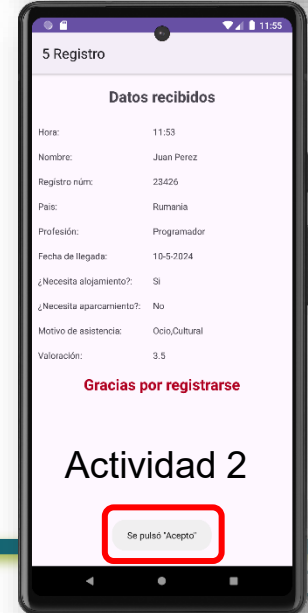 11:55
5 Registro
Datos recibidos
Hora: 11:53
Nombre: Juan Perez
Registro núm: 23426
Pais: Rumania
Profesión: Programador
Fecha de llegada: 10-5-2024
¿Necesita alojamiento?: Si
¿Necesita aparcamiento?: No
Motivo de asistencia: Ocio,Cultural
Valoración: 3.5
Gracias por registrarse
Actividad 2
Se pulsó "Acepto"